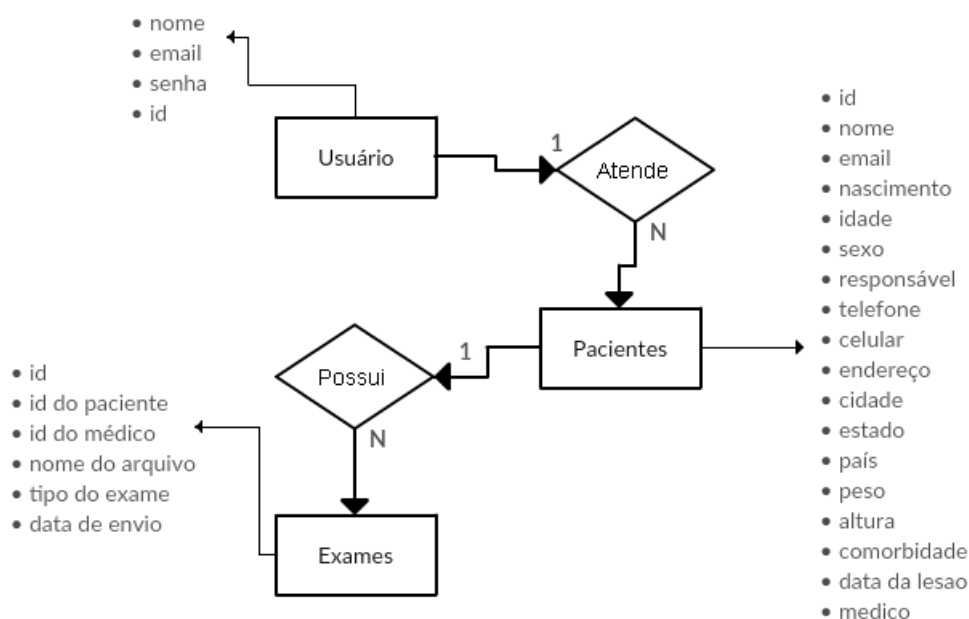 • nome
• email
• senha
• id
Usuário
1
Atende
N
• id
• nome
• email
• nascimento
• idade
• sexo
• responsável
• telefone
• celular
• endereço
• cidade
• estado
• país
• peso
• altura
• comorbidade
• data da lesao
• medico
Pacientes
1
Possui
N
• id
• id do paciente
• id do médico
• nome do arquivo
• tipo do exame
• data de envio
Exames